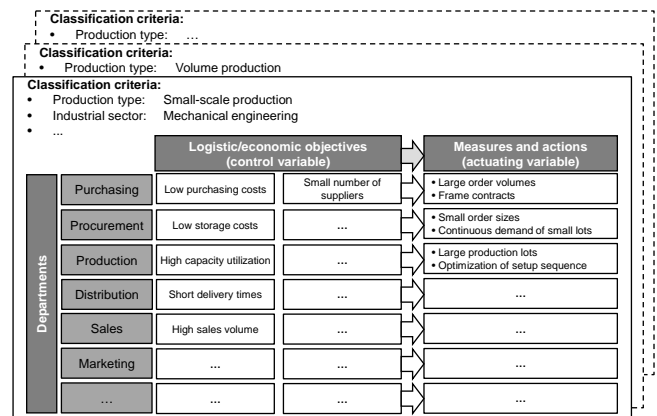 Classification criteria:
• Production type: …
Classification criteria:
• Production type: Volume production
Classification criteria:
• Production type: Small-scale production
• Industrial sector: Mechanical engineering
• ...
Logistic/economic objectives
(control variable)
Measures and actions
(actuating variable)
Departments
Purchasing
Low purchasing costs
Small number of
suppliers
• Large order volumes
• Frame contracts
Procurement
Low storage costs
...
• Small order sizes
• Continuous demand of small lots
Production
High capacity utilization
...
• Large production lots
• Optimization of setup sequence
Distribution
Short delivery times
...
...
Sales
High sales volume
...
...
Marketing
...
...
...
…
...
...
...